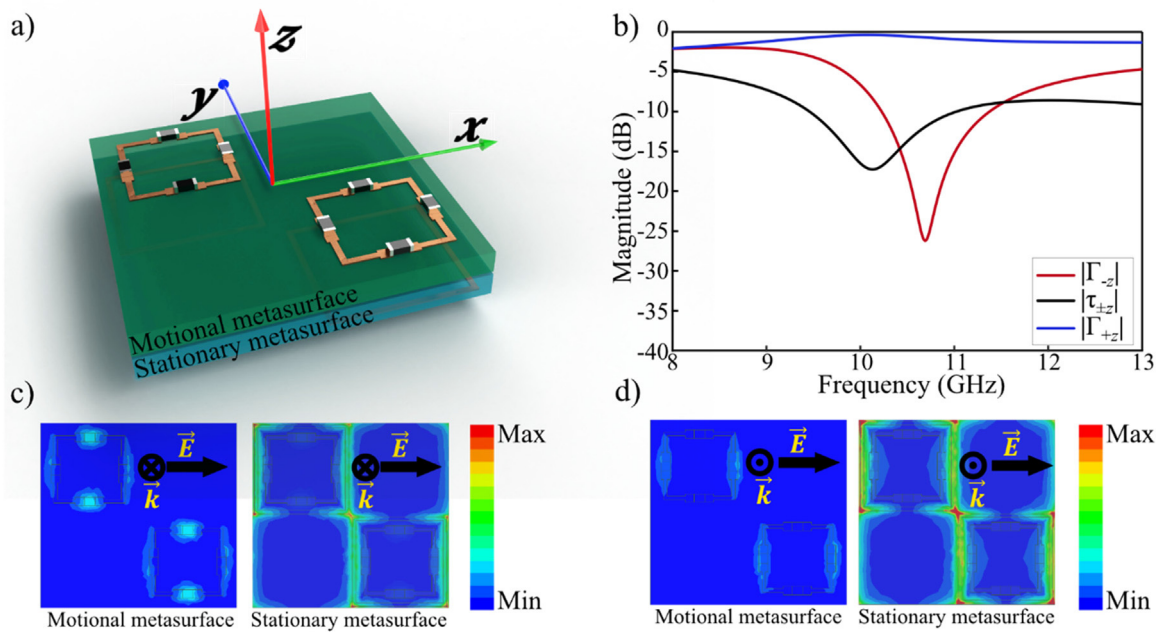 a)
z
y
x
Motional metasurface
Stationary metasurface
b)
0
-5
-10
-15
-20
-25
-30
-35
-40
8
9
10
11
12
13
Magnitude (dB)
Frequency (GHz)
|Γ-z|
|τ±z|
|Γ+z|
c)
E
k
E
k
Max
Min
Motional metasurface
Stationary metasurface
d)
E
k
E
k
Max
Min
Motional metasurface
Stationary metasurface